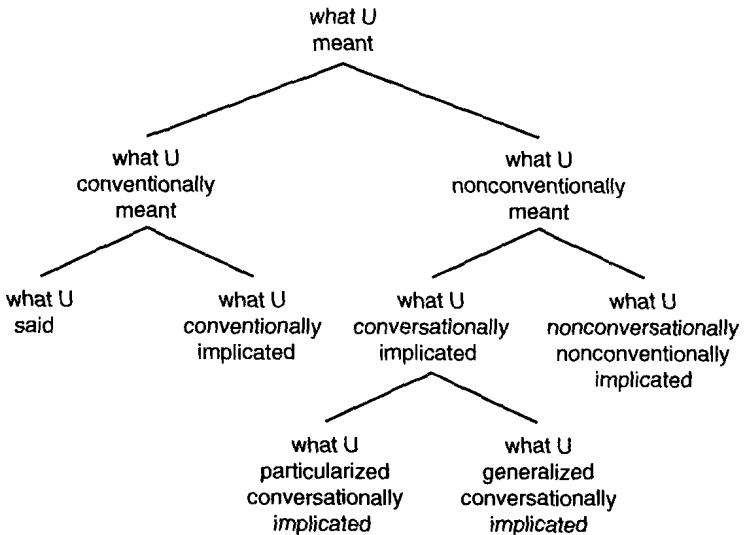 what U
meant
what U
conventionally
meant
what U
nonconventionally
meant
what U
said
what U
conventionally
implicated
what U
conversationally
implicated
what U
nonconversationally
nonconventionally
implicated
what U
particularized
conversationally
implicated
what U
generalized
conversationally
implicated